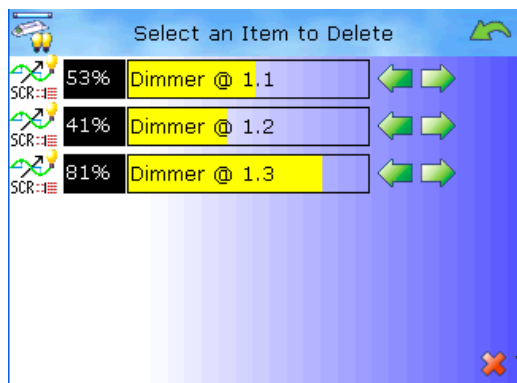 Select an Item to Delete
SCR 53% Dimmer @ 1.1
SCR 41% Dimmer @ 1.2
SCR 81% Dimmer @ 1.3